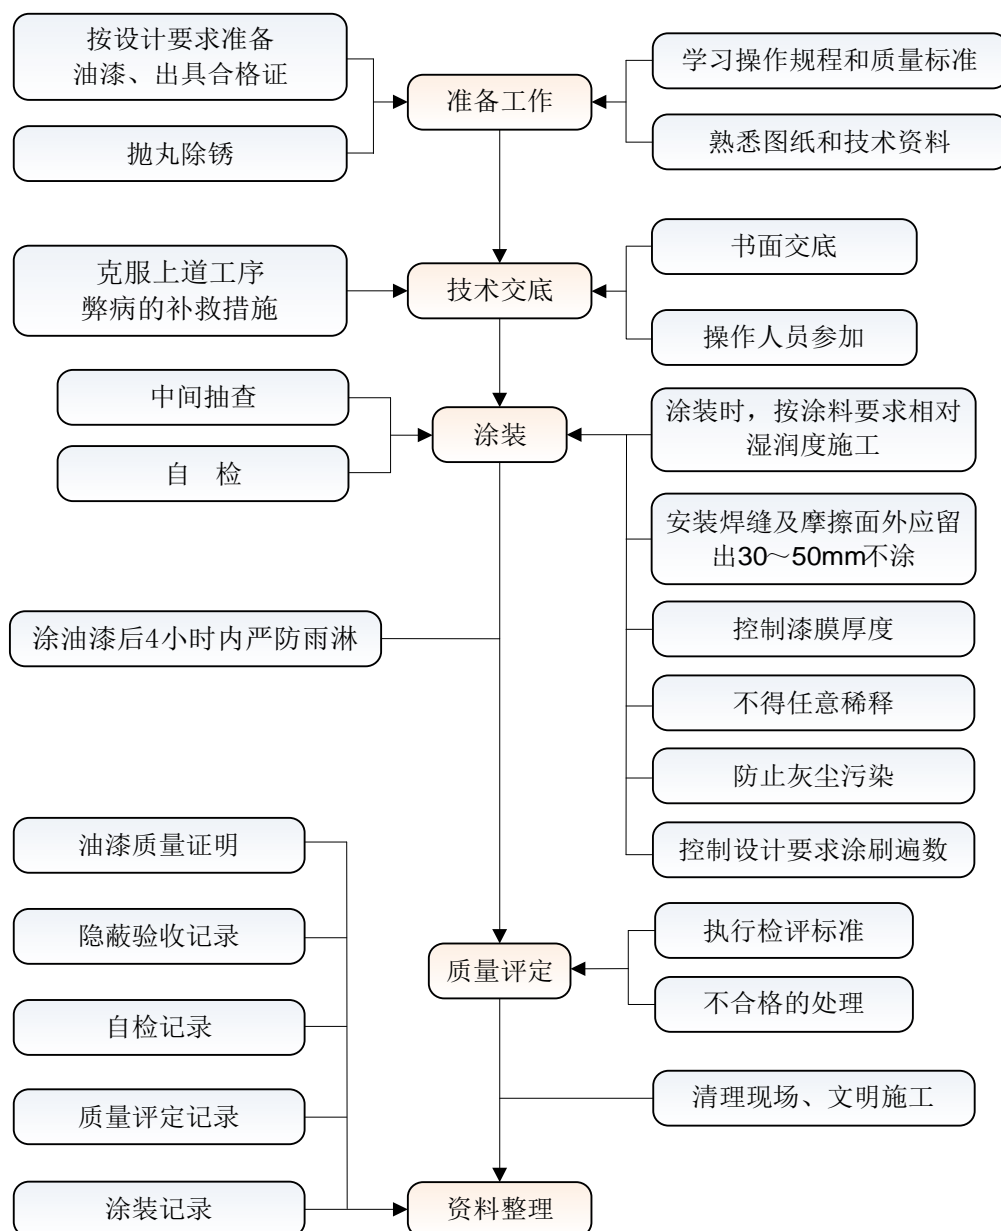 按设计要求准备
油漆、出具合格证
学习操作规程和质量标准
准备工作
抛丸除锈
熟悉图纸和技术资料
书面交底
克服上道工序
弊病的补救措施
技术交底
操作人员参加
中间抽查
涂装时，按涂料要求相对
湿润度施工
涂装
自 检
安装焊缝及摩擦面外应留
出30～50mm不涂
涂油漆后4小时内严防雨淋
控制漆膜厚度
不得任意稀释
防止灰尘污染
油漆质量证明
控制设计要求涂刷遍数
隐蔽验收记录
执行检评标准
质量评定
不合格的处理
自检记录
质量评定记录
清理现场、文明施工
涂装记录
资料整理